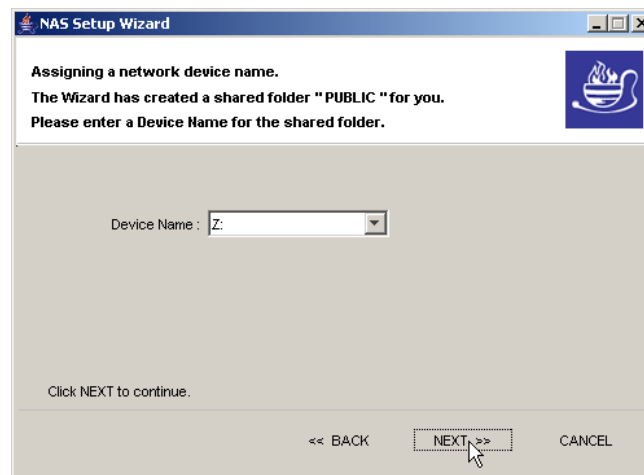 NAS Setup Wizard
Assigning a network device name.
The Wizard has created a shared folder "PUBLIC "for you.
Please enter a Device Name for the shared folder.
Device Name : Z:
Click NEXT to continue.
<< BACK NEXT >> CANCEL